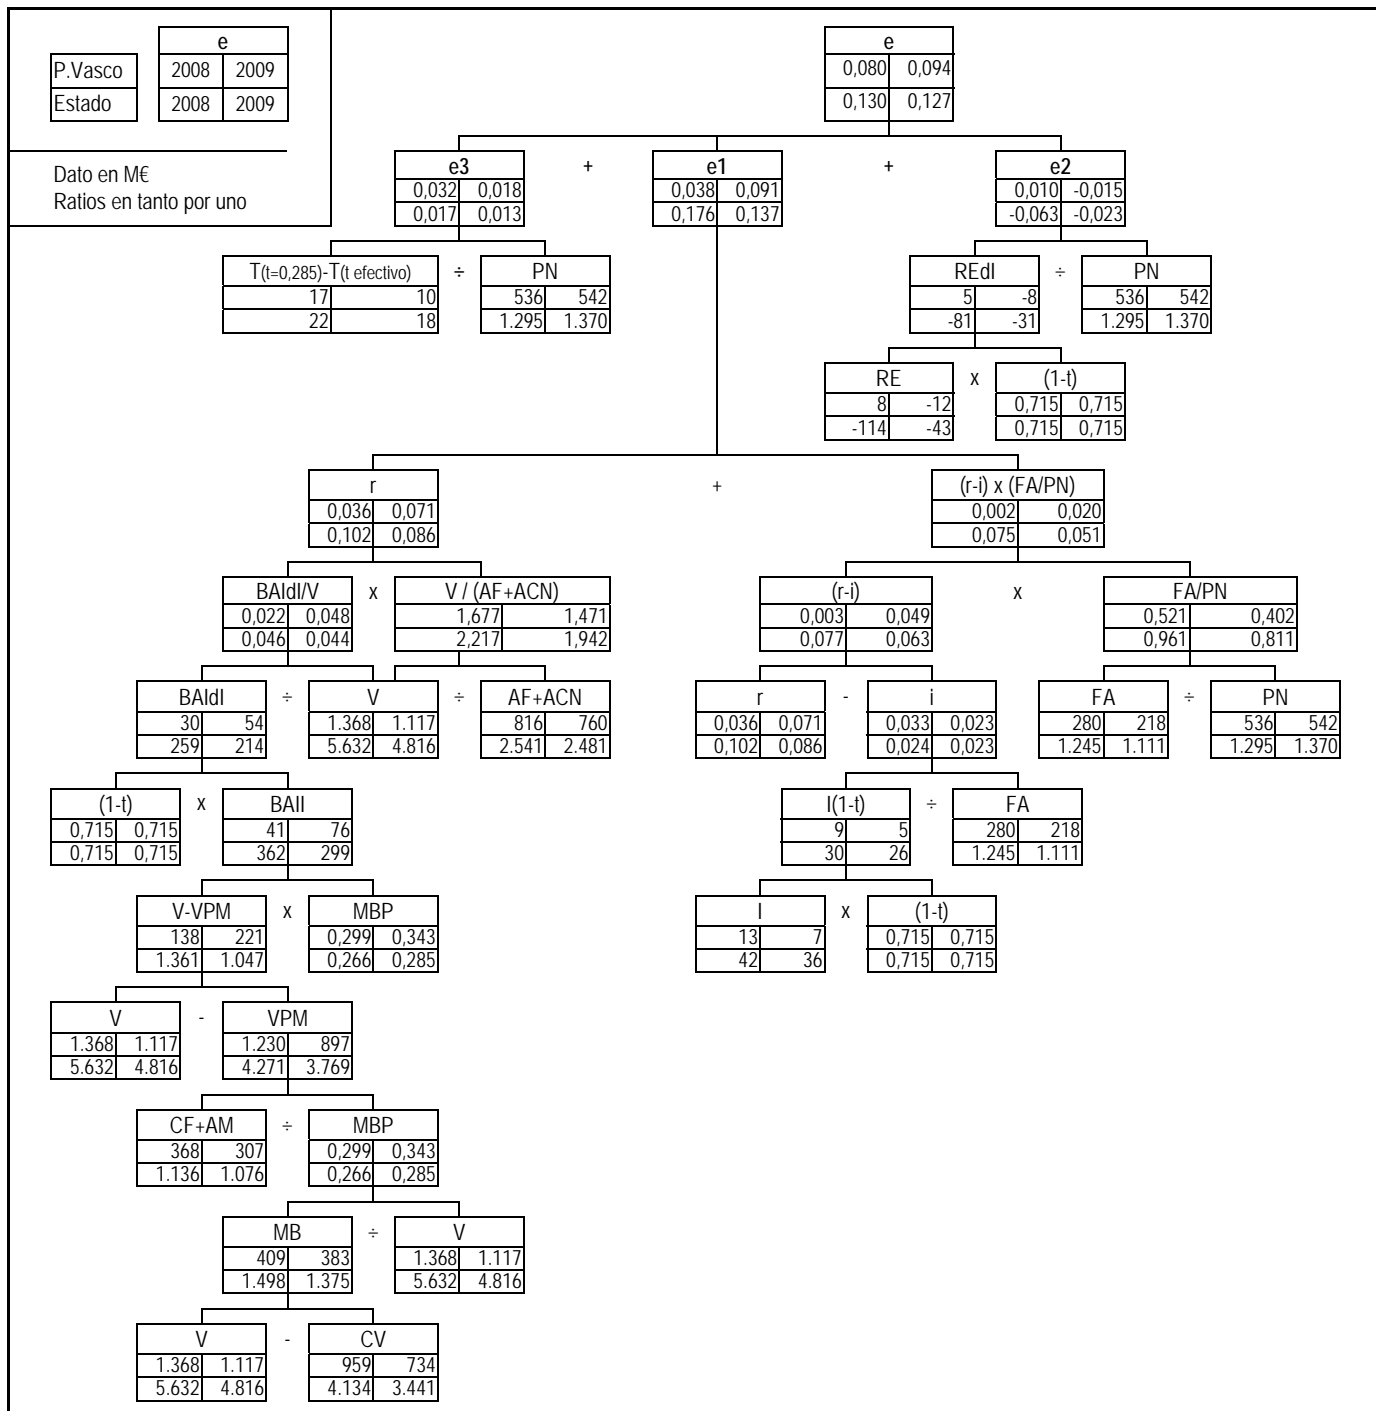 e
P.Vasco 2008 2009
Estado 2008 2009
Dato en M€
Ratios en tanto por uno
e
0,080 0,094
0,130 0,127
e3 + e1 + e2
0,032 0,018 0,038 0,091 0,010 -0,015
0,017 0,013 0,176 0,137 -0,063 -0,023
T(t=0,285)-T(t efectivo) ÷ PN REdI ÷ PN
17 10 536 542 5 -8 536 542
22 18 1.295 1.370 -81 -31 1.295 1.370
RE x (1-t)
8 -12 0,715 0,715
-114 -43 0,715 0,715
r + (r-i) x (FA/PN)
0,036 0,071 0,002 0,020
0,102 0,086 0,075 0,051
BAIdI/V x V / (AF+ACN) (r-i) x FA/PN
0,022 0,048 1,677 1,471 0,003 0,049 0,521 0,402
0,046 0,044 2,217 1,942 0,077 0,063 0,961 0,811
BAIdI ÷ V ÷ AF+ACN r - i FA ÷ PN
30 54 1.368 1.117 816 760 0,036 0,071 0,033 0,023 280 218 536 542
259 214 5.632 4.816 2.541 2.481 0,102 0,086 0,024 0,023 1.245 1.111 1.295 1.370
(1-t) x BAII I(1-t) ÷ FA
0,715 0,715 41 76 9 5 280 218
0,715 0,715 362 299 30 26 1.245 1.111
V-VPM x MBP I x (1-t)
138 221 0,299 0,343 13 7 0,715 0,715
1.361 1.047 0,266 0,285 42 36 0,715 0,715
V - VPM
1.368 1.117 1.230 897
5.632 4.816 4.271 3.769
CF+AM ÷ MBP
368 307 0,299 0,343
1.136 1.076 0,266 0,285
MB ÷ V
409 383 1.368 1.117
1.498 1.375 5.632 4.816
V - CV
1.368 1.117 959 734
5.632 4.816 4.134 3.441